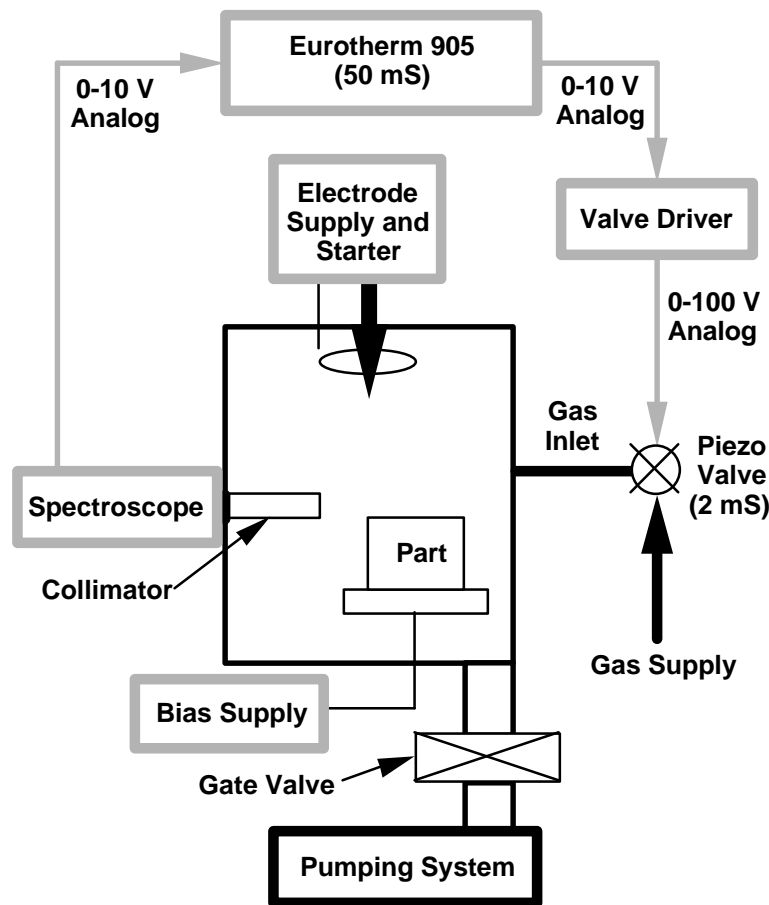 Eurotherm 905
(50 mS)
0-10 V
Analog
0-10 V
Analog
Electrode
Supply and
Starter
Valve Driver
0-100 V
Analog
Gas
Inlet
Piezo
Valve
(2 mS)
Spectroscope
Part
Collimator
Gas Supply
Bias Supply
Gate Valve
Pumping System